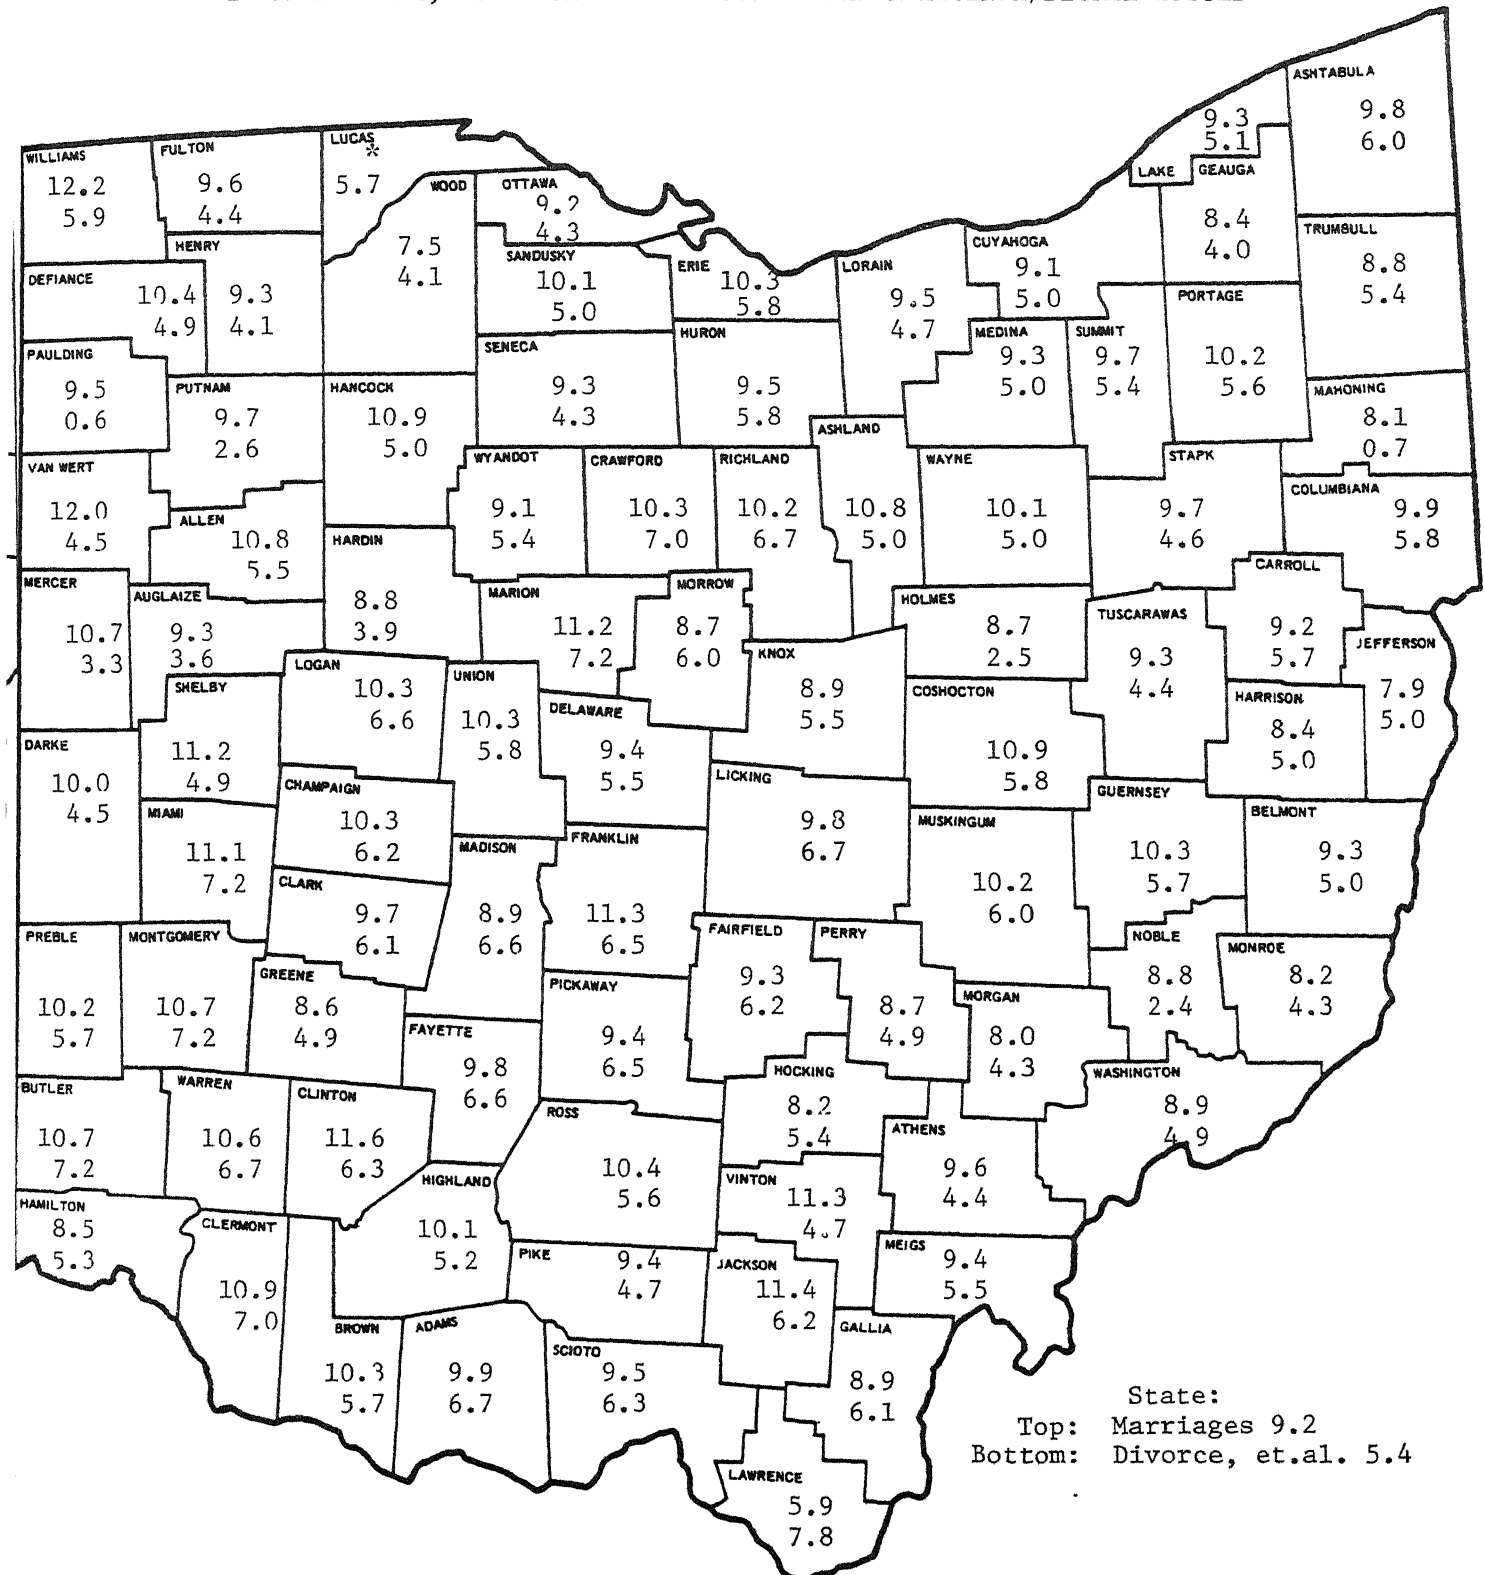 ASHTABULA
9.8
6.0
LAKE
9.3
5.1
GEAUGA
8.4
4.0
WILLIAMS
12.2
5.9
FULTON
9.6
4.4
LUCAS
*
5.7
WOOD
7.5
4.1
OTTAWA
9.2
4.3
HENRY
9.3
4.1
SANDUSKY
10.1
5.0
ERIE
10.3
5.8
LORAIN
9.5
4.7
CUYAHOGA
9.1
5.0
TRUMBULL
8.8
5.4
DEFIANCE
10.4
4.9
PORTAGE
10.2
5.6
PAULDING
9.5
0.6
PUTNAM
9.7
2.6
HANCOCK
10.9
5.0
SENECA
9.3
4.3
HURON
9.5
5.8
MEDINA
9.3
5.0
SUMMIT
9.7
5.4
MAHONING
8.1
0.7
VAN WERT
12.0
4.5
ALLEN
10.8
5.5
WYANDOT
9.1
5.4
CRAWFORD
10.3
7.0
RICHLAND
10.2
6.7
ASHLAND
10.8
5.0
WAYNE
10.1
5.0
STAPK
9.7
4.6
COLUMBIANA
9.9
5.8
MERCER
10.7
3.3
AUGLAIZE
9.3
3.6
HARDIN
8.8
3.9
MARION
11.2
7.2
MORROW
8.7
6.0
HOLMES
8.7
2.5
TUSCARAWAS
9.3
4.4
CARROLL
9.2
5.7
JEFFERSON
7.9
5.0
SHELBY
11.2
4.9
LOGAN
10.3
6.6
UNION
10.3
5.8
DELAWARE
9.4
5.5
KNOX
8.9
5.5
COSHOCTON
10.9
5.8
HARRISON
8.4
5.0
DARKE
10.0
4.5
MIAMI
11.1
7.2
CHAMPAIGN
10.3
6.2
LICKING
9.8
6.7
MUSKINGUM
10.2
6.0
GUERNSEY
10.3
5.7
BELMONT
9.3
5.0
CLARK
9.7
6.1
MADISON
8.9
6.6
FRANKLIN
11.3
6.5
PREBLE
10.2
5.7
MONTGOMERY
10.7
7.2
GREENE
8.6
4.9
PICKAWAY
9.4
6.5
FAIRFIELD
9.3
6.2
PERRY
8.7
4.9
MORGAN
8.0
4.3
NOBLE
8.8
2.4
MONROE
8.2
4.3
FAYETTE
9.8
6.6
HOCKING
8.2
5.4
WASHINGTON
8.9
4.9
BUTLER
10.7
7.2
WARREN
10.6
6.7
CLINTON
11.6
6.3
ROSS
10.4
5.6
ATHENS
9.6
4.4
HIGHLAND
10.1
5.2
VINTON
11.3
4.7
HAMILTON
8.5
5.3
CLERMONT
10.9
7.0
PIKE
9.4
4.7
JACKSON
11.4
6.2
MEIGS
9.4
5.5
BROWN
10.3
5.7
ADAMS
9.9
6.7
SCIOTO
9.5
6.3
GALLIA
8.9
6.1
LAWRENCE
5.9
7.8
State:
Top: Marriages 9.2
Bottom: Divorce, et.al. 5.4